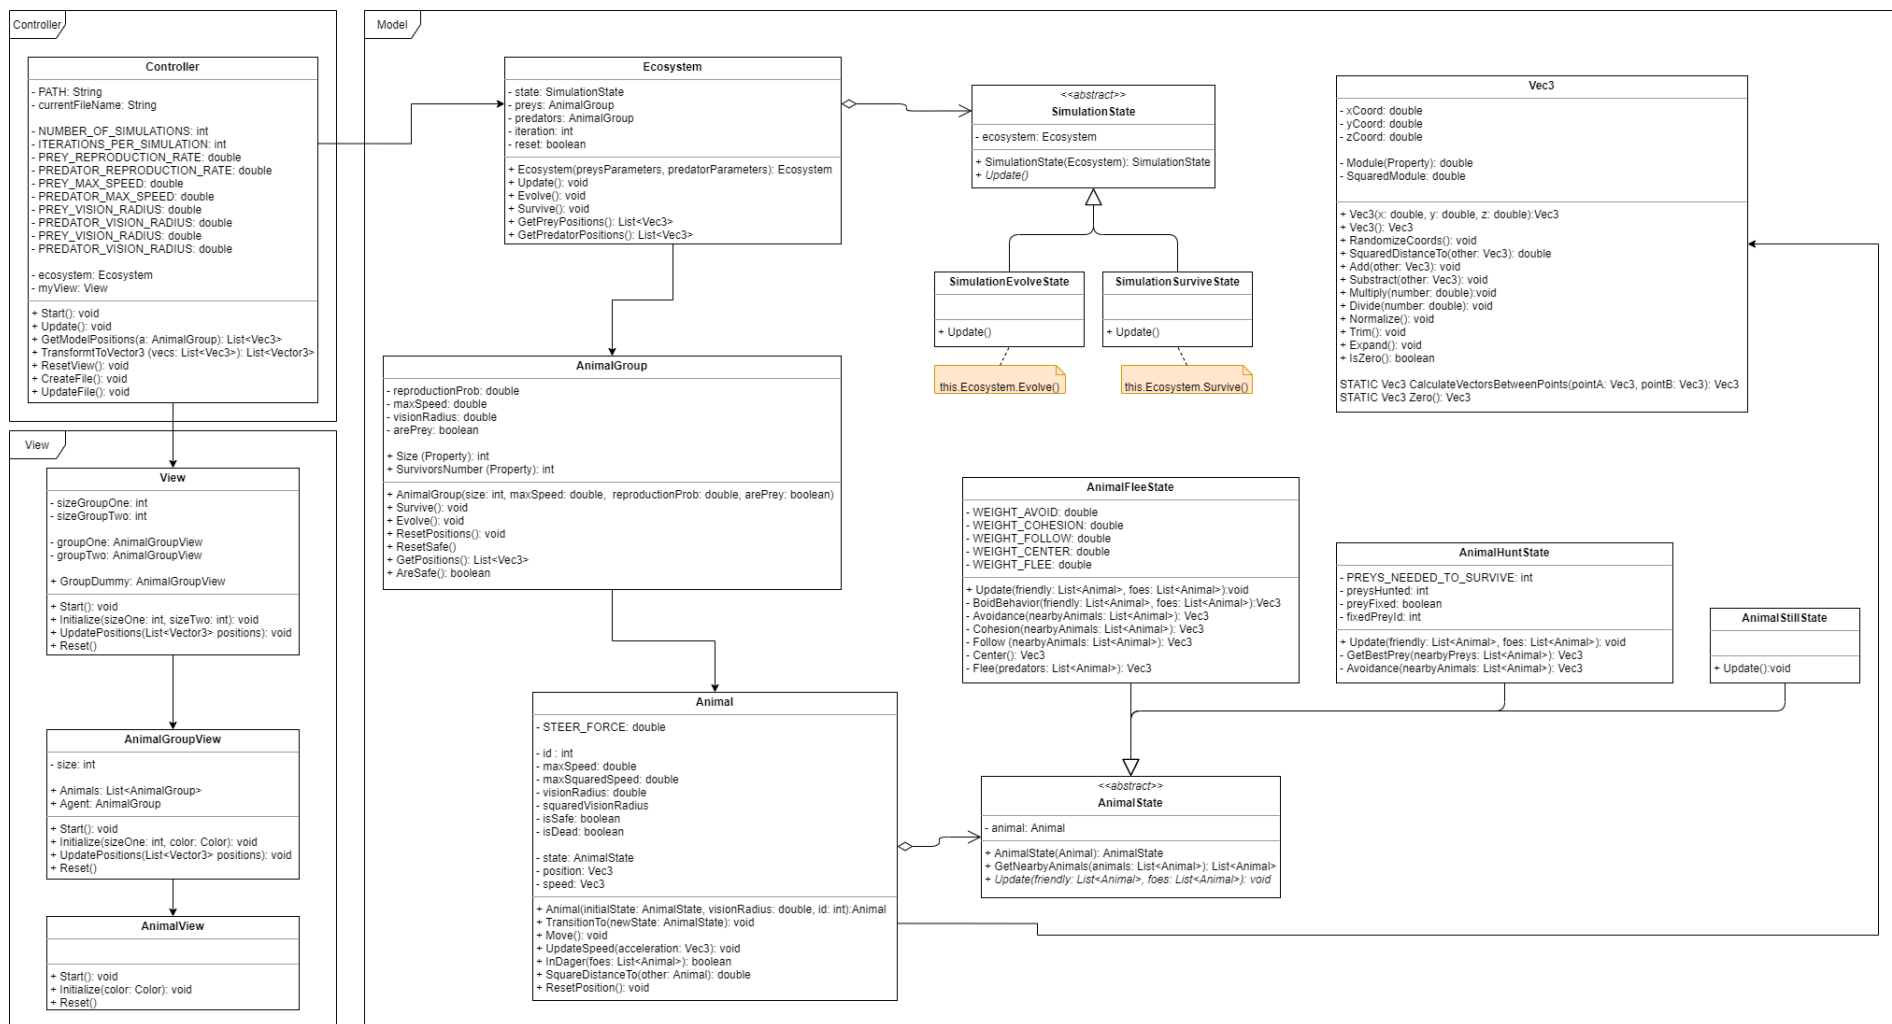 Controller
Controller
- PATH: String
- currentFileName: String
- NUMBER_OF_SIMULATIONS: int
- ITERATIONS_PER_SIMULATION: int
- PREY_REPRODUCTION_RATE: double
- PREDATOR_REPRODUCTION_RATE: double
- PREY_MAX_SPEED: double
- PREDATOR_MAX_SPEED: double
- PREY_VISION_RADIUS: double
- PREDATOR_VISION_RADIUS: double
- PREY_VISION_RADIUS: double
- PREDATOR_VISION_RADIUS: double
- ecosystem: Ecosystem
- myView: View
+ Start(): void
+ Update(): void
+ GetModelPositions(a: AnimalGroup): List<Vec3>
+ TransformtToVector3 (vecs: List<Vec3>): List<Vector3>
+ ResetView(): void
+ CreateFile(): void
+ UpdateFile(): void
View
View
- sizeGroupOne: int
- sizeGroupTwo: int
- groupOne: AnimalGroupView
- groupTwo: AnimalGroupView
+ GroupDummy: AnimalGroupView
+ Start(): void
+ Initialize(sizeOne: int, sizeTwo: int): void
+ UpdatePositions(List<Vector3> positions): void
+ Reset()
AnimalGroupView
- size: int
+ Animals: List<AnimalGroup>
+ Agent: AnimalGroup
+ Start(): void
+ Initialize(sizeOne: int, color: Color): void
+ UpdatePositions(List<Vector3> positions): void
+ Reset()
AnimalView
+ Start(): void
+ Initialize(color: Color): void
+ Reset()
Model
Ecosystem
- state: SimulationState
- preys: AnimalGroup
- predators: AnimalGroup
- iteration: int
- reset: boolean
+ Ecosystem(preysParameters, predatorParameters): Ecosystem
+ Update(): void
+ Evolve(): void
+ Survive(): void
+ GetPreyPositions(): List<Vec3>
+ GetPredatorPositions(): List<Vec3>
<<abstract>>
SimulationState
- ecosystem: Ecosystem
+ SimulationState(Ecosystem): SimulationState
+ Update()
SimulationEvolveState
+ Update()
this.Ecosystem.Evolve()
SimulationSurviveState
+ Update()
this.Ecosystem.Survive()
Vec3
- xCoord: double
- yCoord: double
- zCoord: double
- Module(Property): double
- SquaredModule: double
+ Vec3(x: double, y: double, z: double):Vec3
+ Vec3(): Vec3
+ RandomizeCoords(): void
+ SquaredDistanceTo(other: Vec3): double
+ Add(other: Vec3): void
+ Substract(other: Vec3): void
+ Multiply(number: double):void
+ Divide(number: double): void
+ Normalize(): void
+ Trim(): void
+ Expand(): void
+ IsZero(): boolean
STATIC Vec3 CalculateVectorsBetweenPoints(pointA: Vec3, pointB: Vec3): Vec3
STATIC Vec3 Zero(): Vec3
AnimalGroup
- reproductionProb: double
- maxSpeed: double
- visionRadius: double
- arePrey: boolean
+ Size (Property): int
+ SurvivorsNumber (Property): int
+ AnimalGroup(size: int, maxSpeed: double, reproductionProb: double, arePrey: boolean)
+ Survive(): void
+ Evolve(): void
+ ResetPositions(): void
+ ResetSafe()
+ GetPositions(): List<Vec3>
+ AreSafe(): boolean
AnimalFleeState
- WEIGHT_AVOID: double
- WEIGHT_COHESION: double
- WEIGHT_FOLLOW: double
- WEIGHT_CENTER: double
- WEIGHT_FLEE: double
+ Update(friendly: List<Animal>, foes: List<Animal>):void
- BoidBehavior(friendly: List<Animal>, foes: List<Animal>):Vec3
- Avoidance(nearbyAnimals: List<Animal>): Vec3
- Cohesion(nearbyAnimals: List<Animal>): Vec3
- Follow (nearbyAnimals: List<Animal>): Vec3
- Center(): Vec3
- Flee(predators: List<Animal>): Vec3
AnimalHuntState
- PREYS_NEEDED_TO_SURVIVE: int
- preysHunted: int
- preyFixed: boolean
- fixedPreyId: int
+ Update(friendly: List<Animal>, foes: List<Animal>): void
- GetBestPrey(nearbyPreys: List<Animal>): Vec3
- Avoidance(nearbyAnimals: List<Animal>): Vec3
AnimalStillState
+ Update():void
Animal
- STEER_FORCE: double
- id : int
- maxSpeed: double
- maxSquaredSpeed: double
- visionRadius: double
- squaredVisionRadius
- isSafe: boolean
- isDead: boolean
- state: AnimalState
- position: Vec3
- speed: Vec3
+ Animal(initialState: AnimalState, visionRadius: double, id: int):Animal
+ TransitionTo(newState: AnimalState): void
+ Move(): void
+ UpdateSpeed(acceleration: Vec3): void
+ InDager(foes: List<Animal>): boolean
+ SquareDistanceTo(other: Animal): double
+ ResetPosition(): void
<<abstract>>
AnimalState
- animal: Animal
+ AnimalState(Animal): AnimalState
+ GetNearbyAnimals(animals: List<Animal>): List<Animal>
+ Update(friendly: List<Animal>, foes: List<Animal>): void